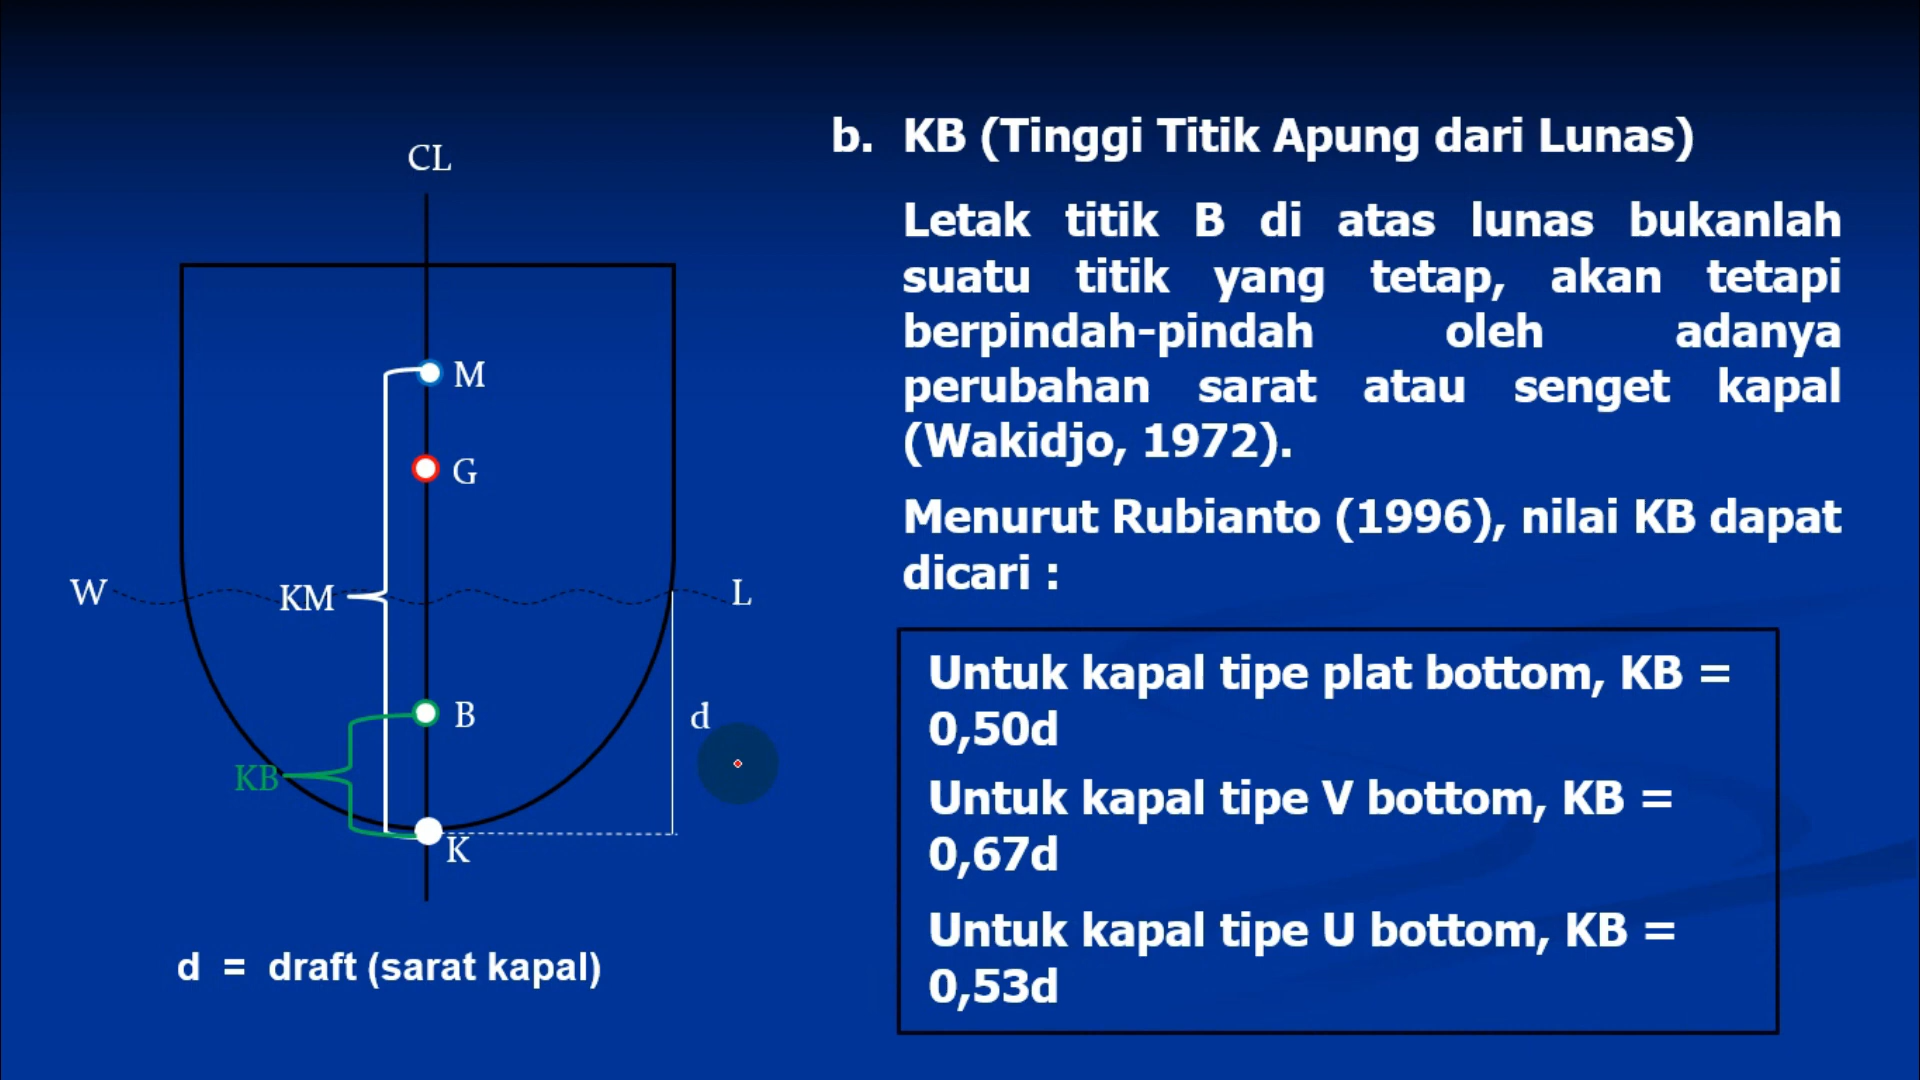 CL
M
G
W
KM
L
B
d
KB
K
d = draft (sarat kapal)
b. KB (Tinggi Titik Apung dari Lunas)
Letak titik B di atas lunas bukanlah
suatu titik yang tetap, akan tetapi
berpindah-pindah oleh adanya
perubahan sarat atau senget kapal
(Wakidjo, 1972).
Menurut Rubianto (1996), nilai KB dapat
dicari :
Untuk kapal tipe plat bottom, KB =
0,50d
Untuk kapal tipe V bottom, KB =
0,67d
Untuk kapal tipe U bottom, KB =
0,53d